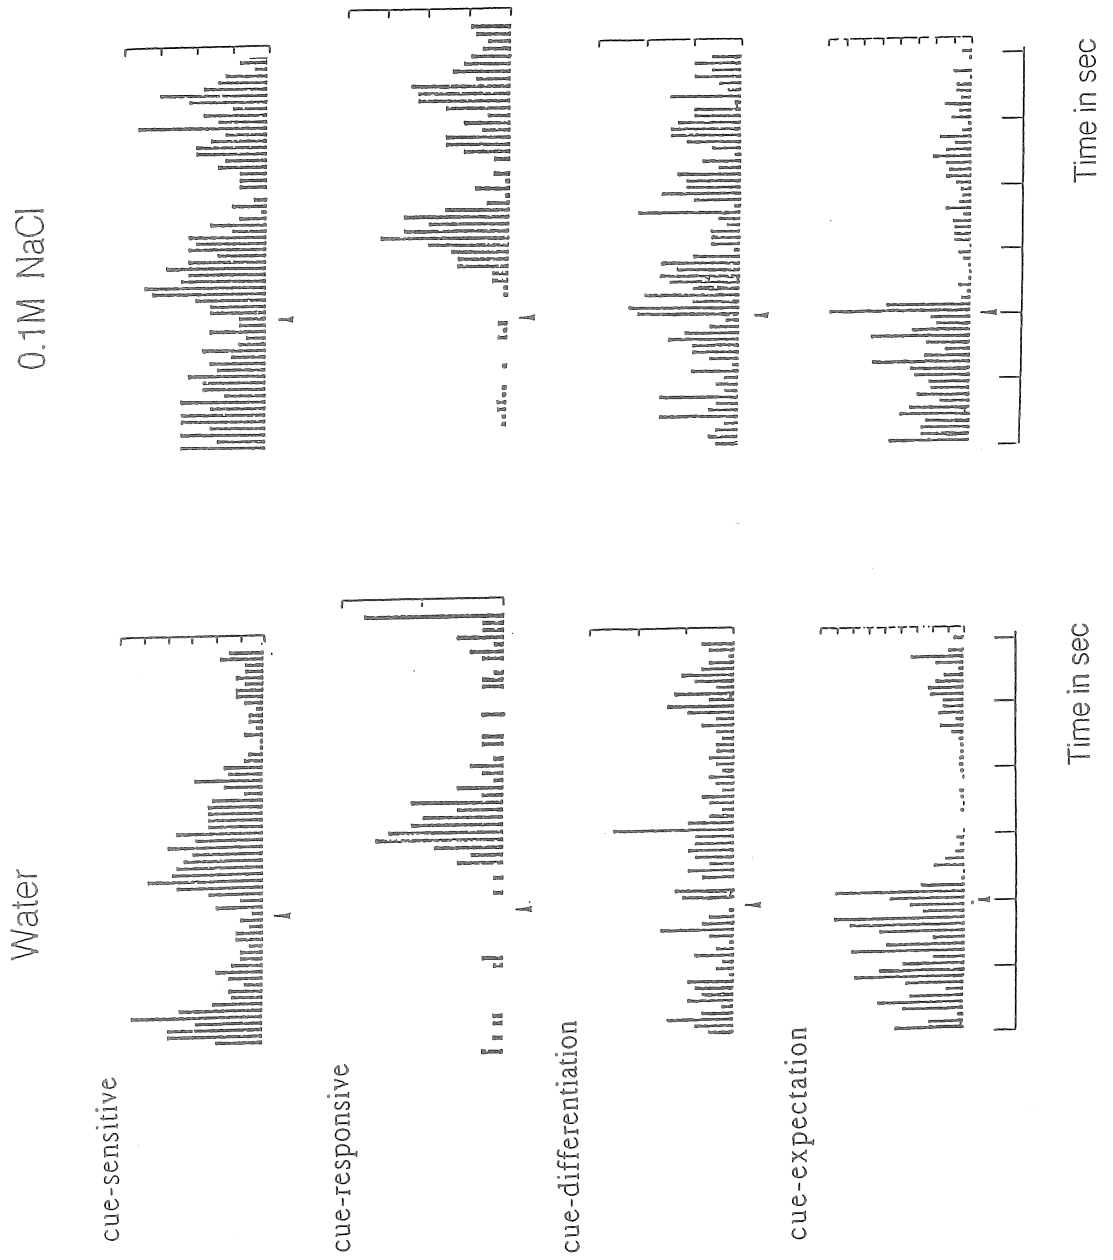 Water
0.1M NaCl
cue-sensitive
cue-responsive
cue-differentiation
cue-expectation
Time in sec
Time in sec